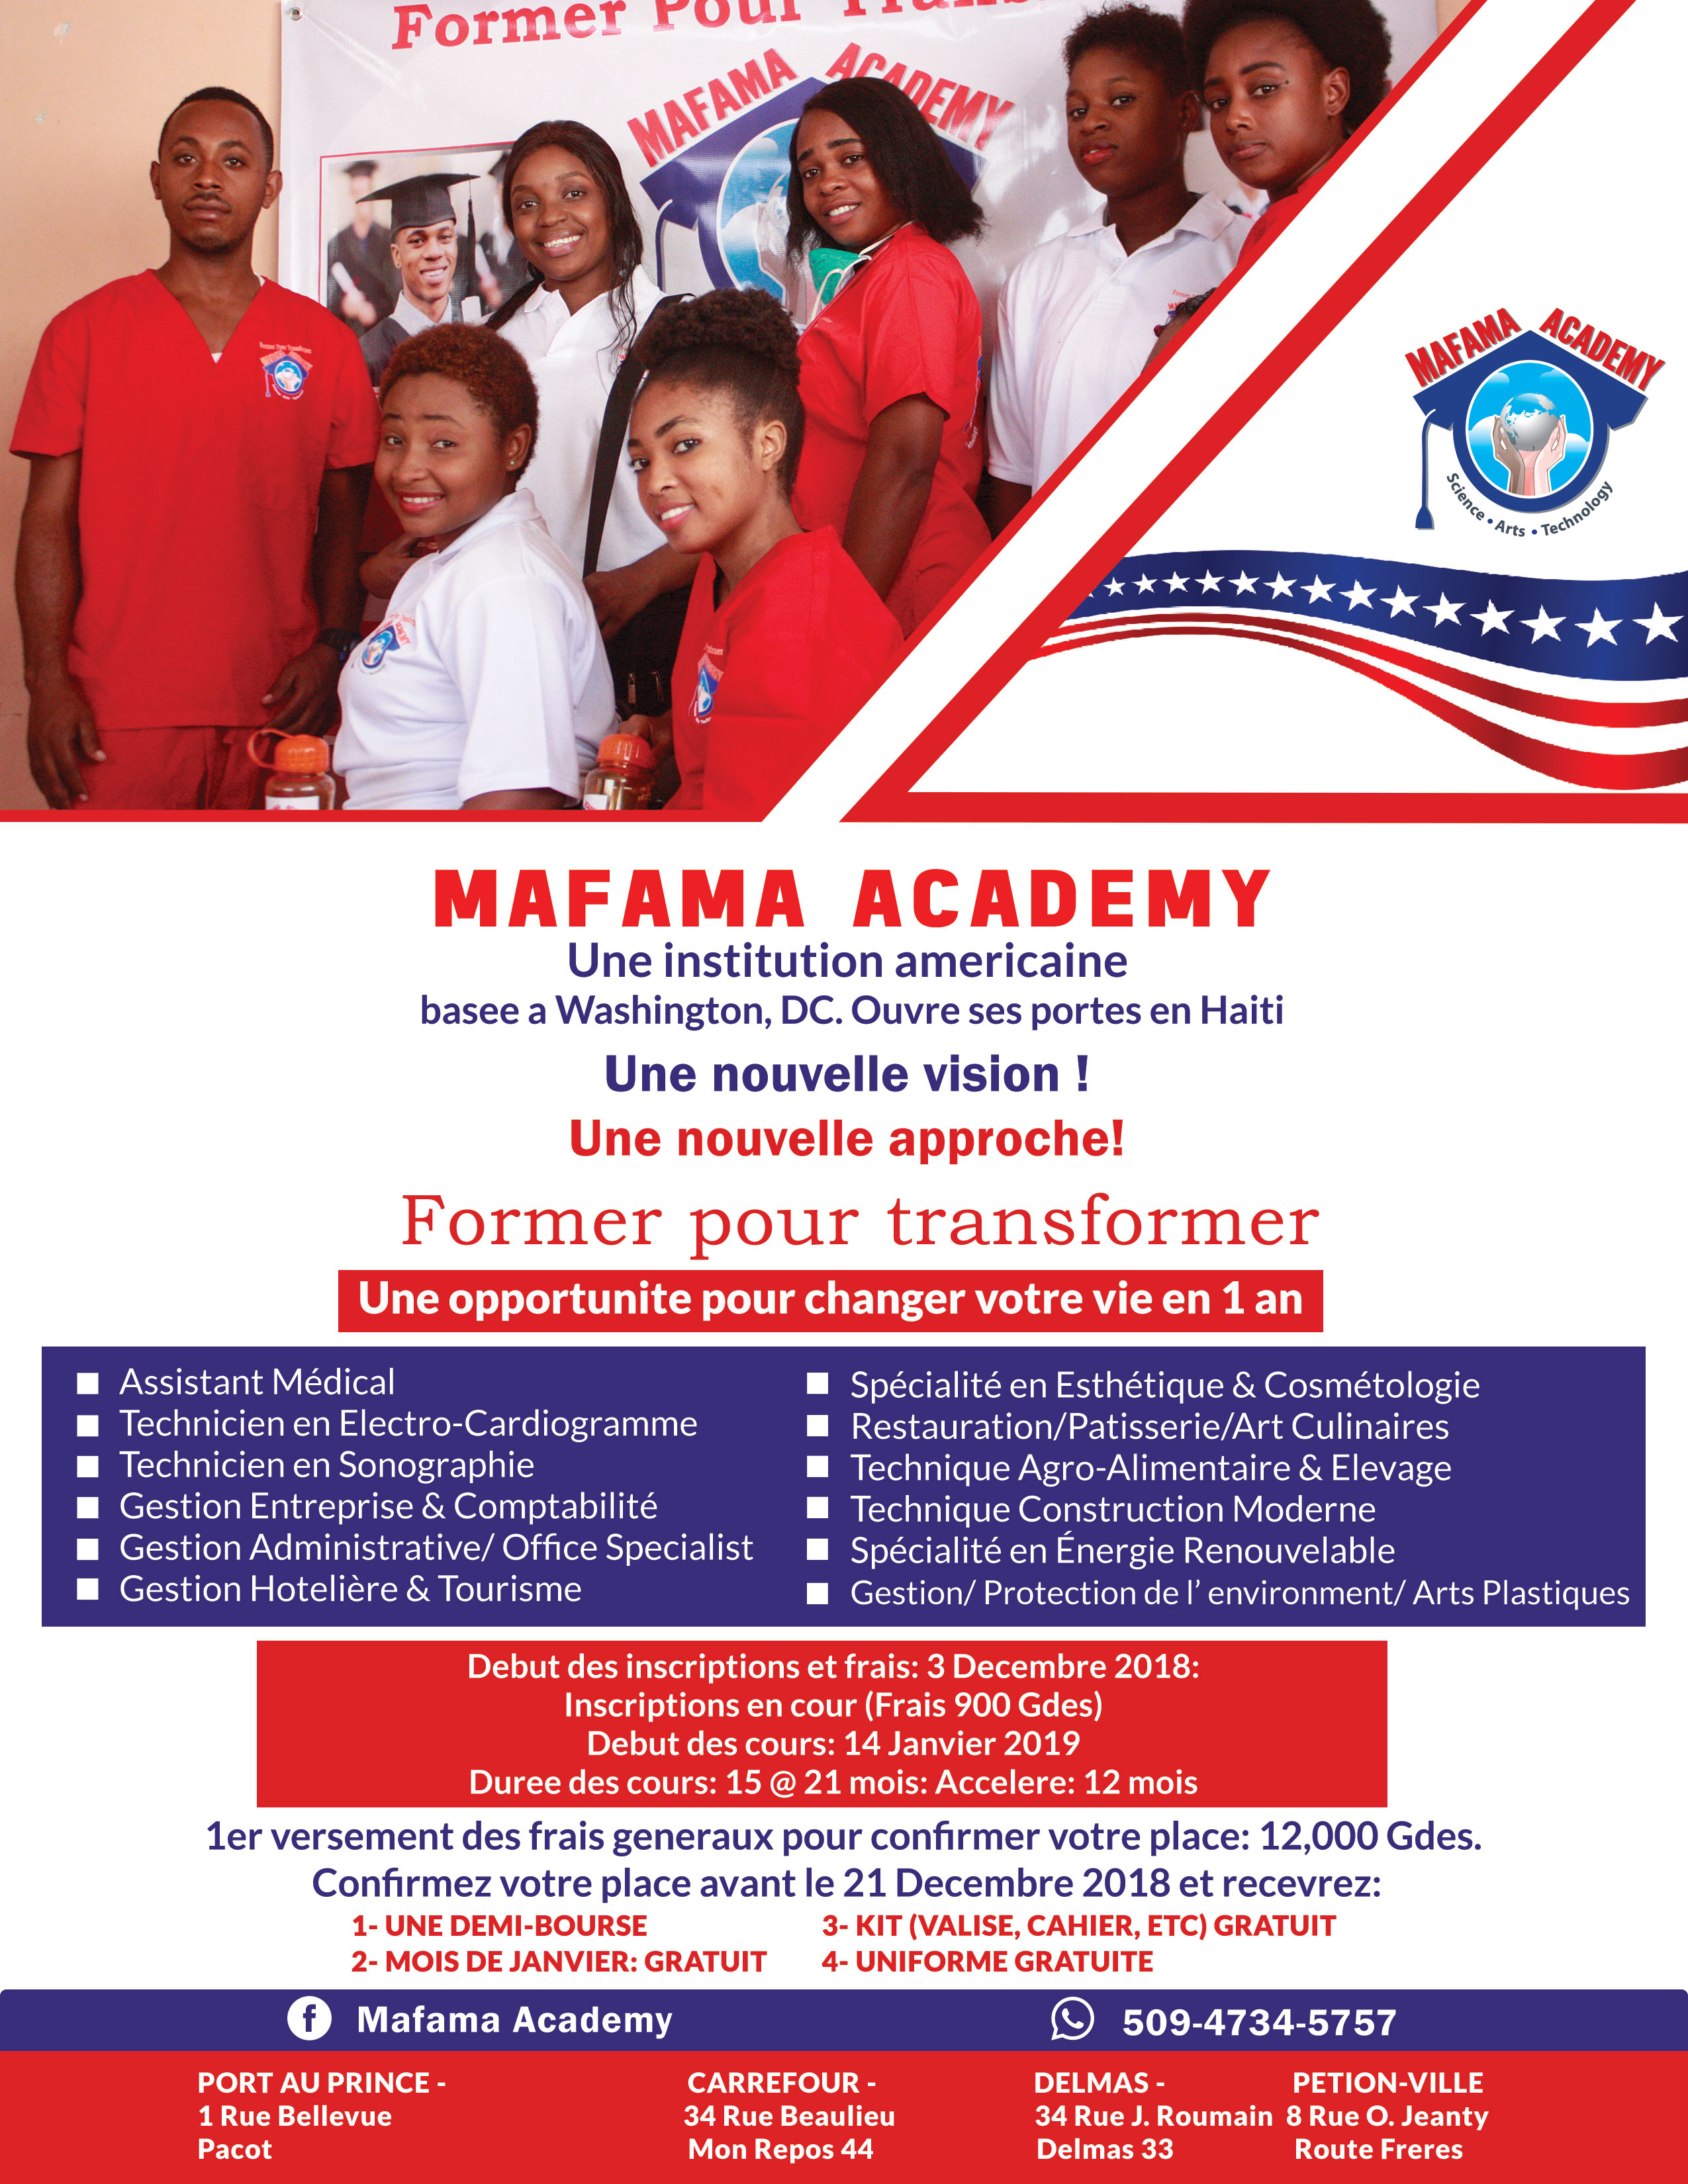 Former Pour
MAFAMA ACADEMY
MAFAMA ACADEMY
Science • Arts • Technology
MAFAMA ACADEMY
Une institution americaine
basee a Washington, DC. Ouvre ses portes en Haiti
Une nouvelle vision !
Une nouvelle approche!
Former pour transformer
Une opportunite pour changer votre vie en 1 an
Assistant Médical
Technicien en Electro-Cardiogramme
Technicien en Sonographie
Gestion Entreprise & Comptabilité
Gestion Administrative/ Office Specialist
Gestion Hotelière & Tourisme
Spécialité en Esthétique & Cosmétologie
Restauration/Patisserie/Art Culinaires
Technique Agro-Alimentaire & Elevage
Technique Construction Moderne
Spécialité en Énergie Renouvelable
Gestion/ Protection de l’ environment/ Arts Plastiques
Debut des inscriptions et frais: 3 Decembre 2018:
Inscriptions en cour (Frais 900 Gdes)
Debut des cours: 14 Janvier 2019
Duree des cours: 15 @ 21 mois: Accelere: 12 mois
1er versement des frais generaux pour confirmer votre place: 12,000 Gdes.
Confirmez votre place avant le 21 Decembre 2018 et recevrez:
1- UNE DEMI-BOURSE
2- MOIS DE JANVIER: GRATUIT
3- KIT (VALISE, CAHIER, ETC) GRATUIT
4- UNIFORME GRATUITE
Mafama Academy
509-4734-5757
PORT AU PRINCE -
1 Rue Bellevue
Pacot
CARREFOUR -
34 Rue Beaulieu
Mon Repos 44
DELMAS -
34 Rue J. Roumain
Delmas 33
PETION-VILLE
8 Rue O. Jeanty
Route Freres